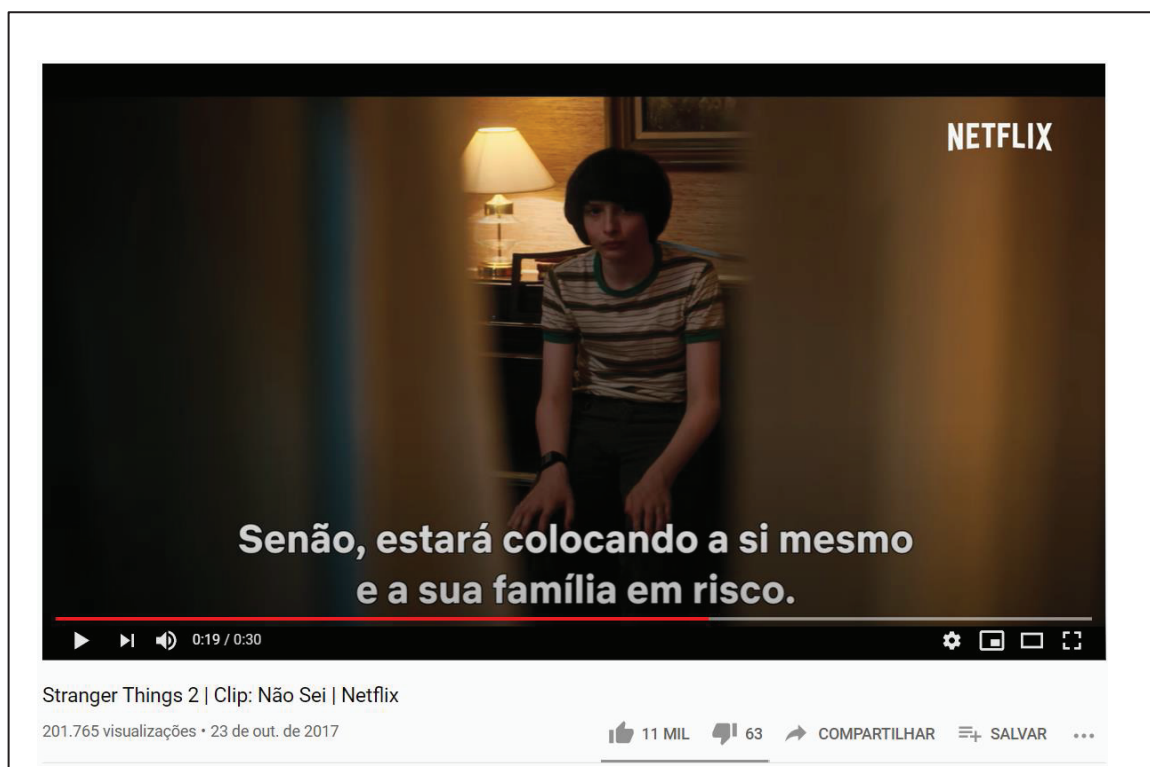 NETFLIX
Senão, estará colocando a si mesmo
e a sua família em risco.
0:19 / 0:30
Stranger Things 2 | Clip: Não Sei | Netflix
201.765 visualizações • 23 de out. de 2017
11 MIL 63 COMPARTILHAR SALVAR